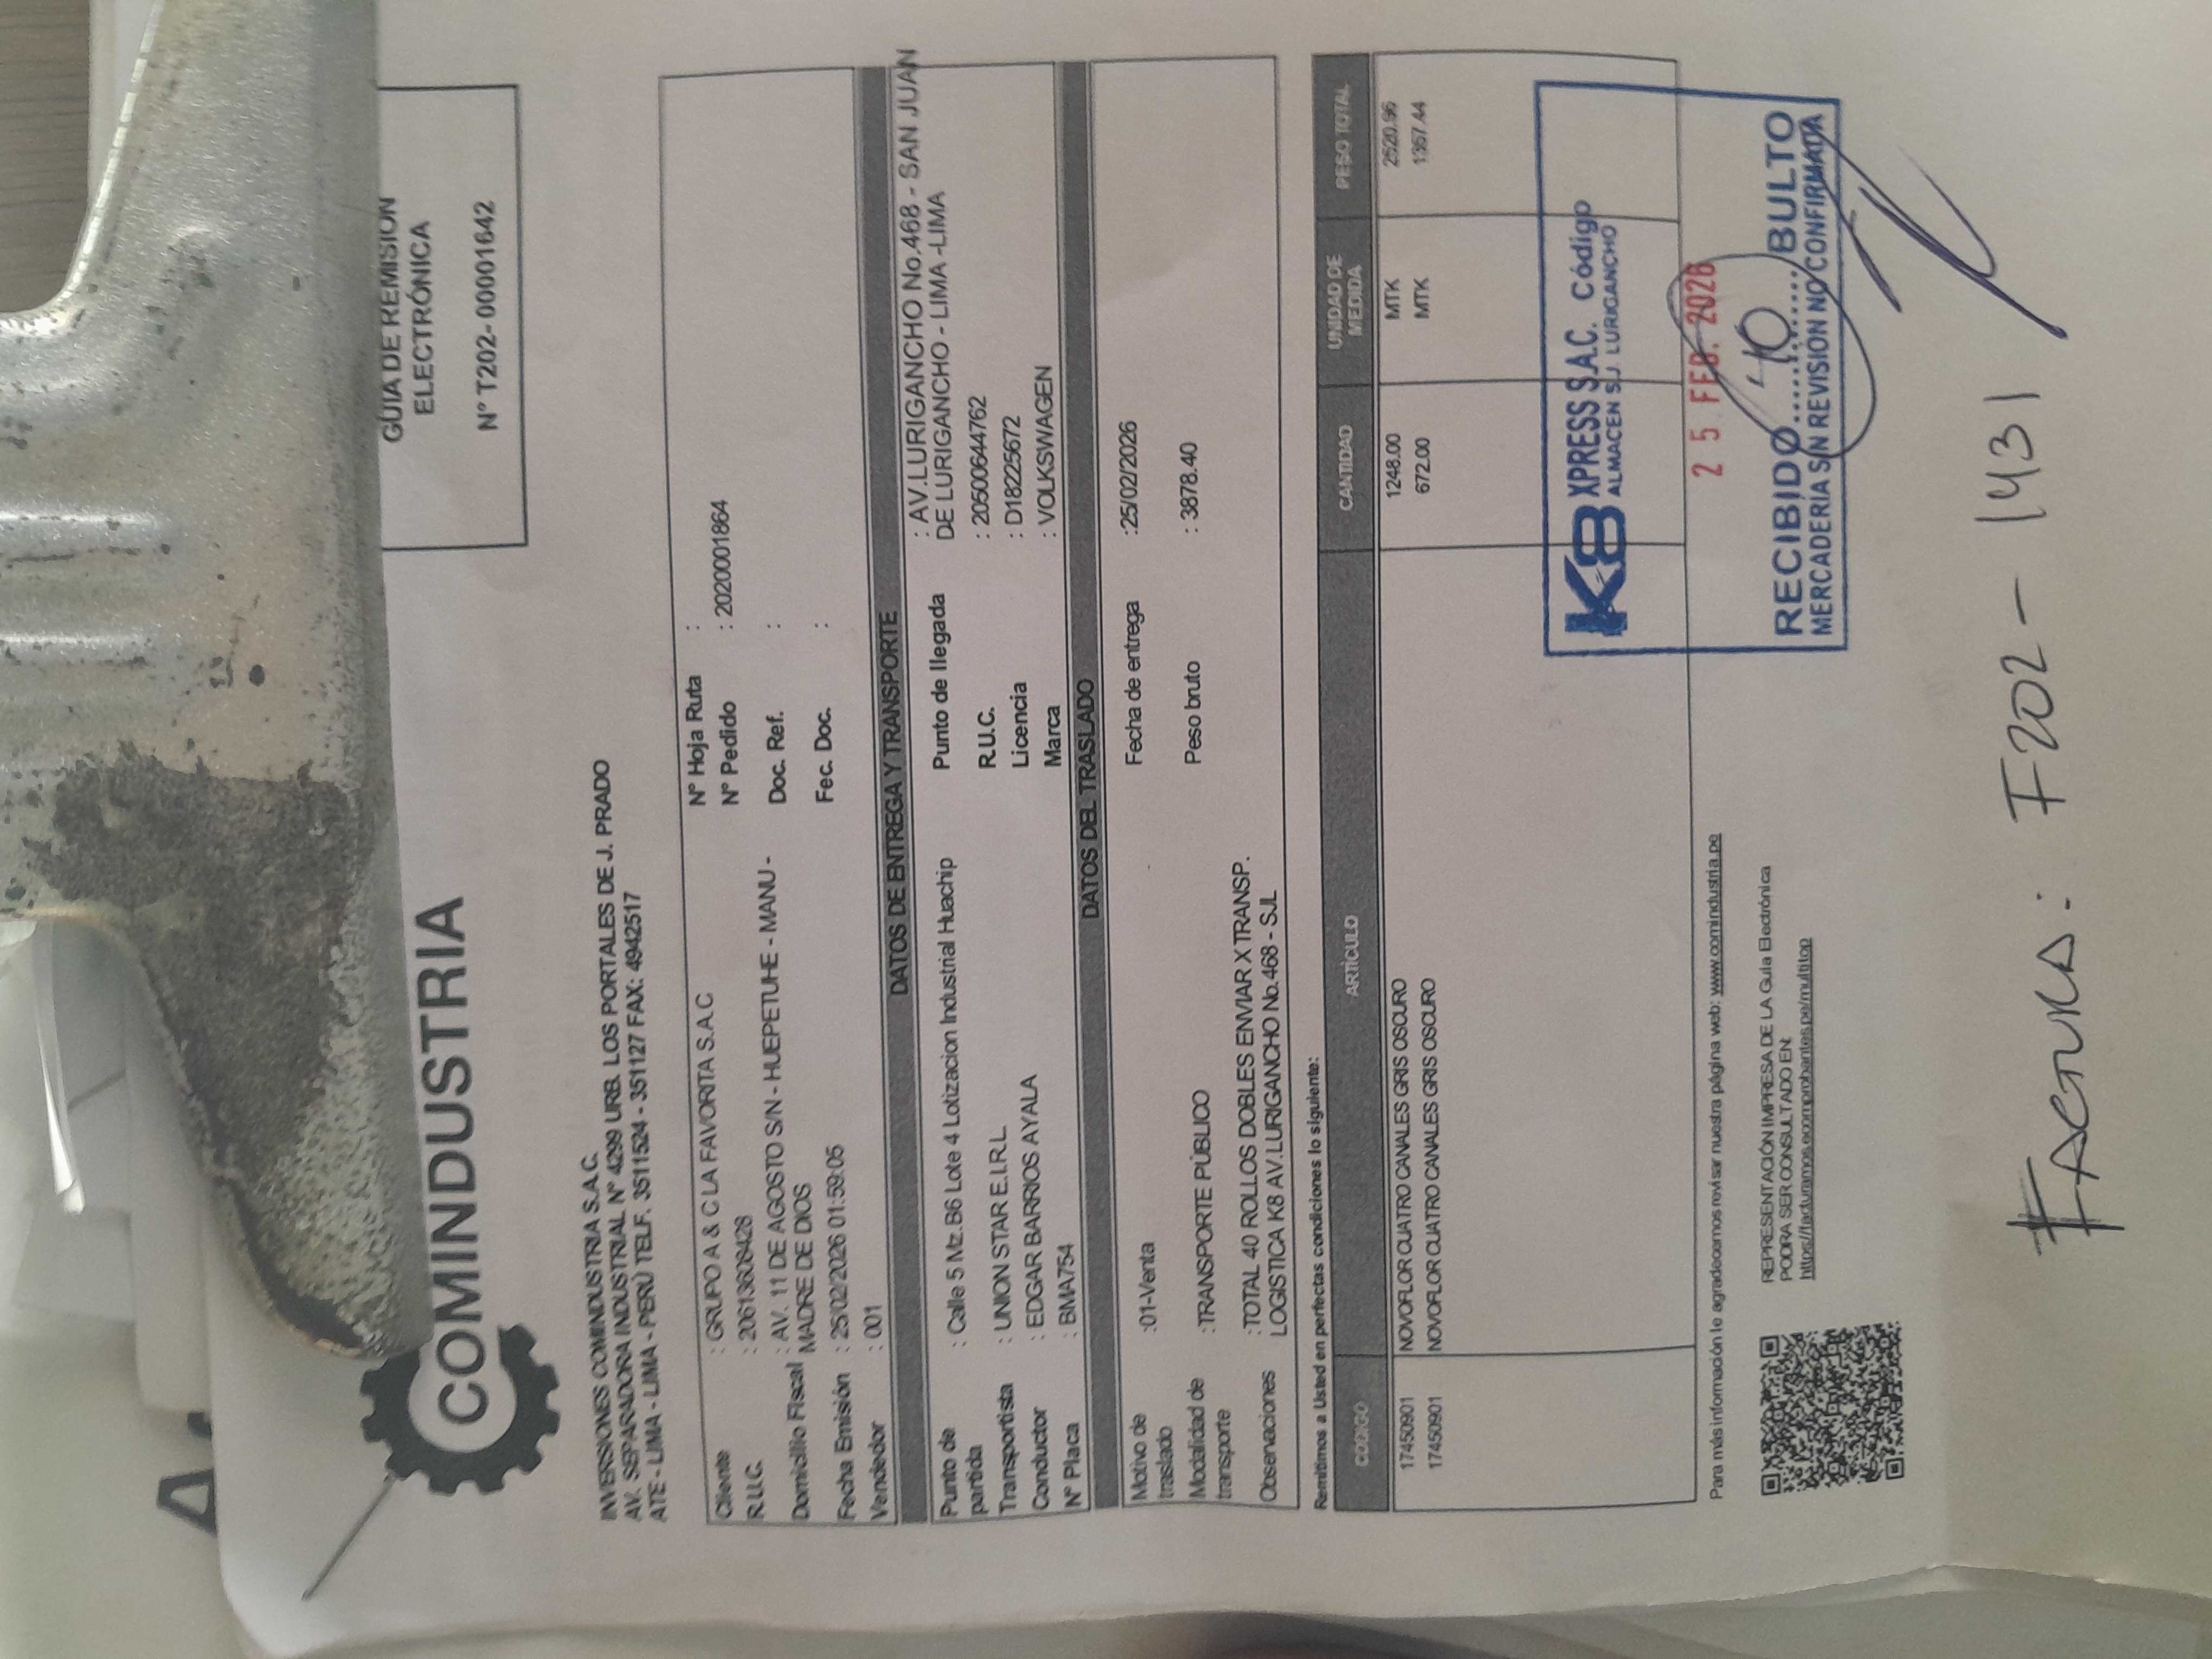 GUIA DE REMISIÓN
ELECTRÓNICA
N° T202-00001642
COMINDUSTRIA
INVERSIONES COMINDUSTRIA S.A.C.
AV. SEPARADORA INDUSTRIAL N° 4299 URB. LOS PORTALES DE J. PRADO
ATE - LIMA - LIMA - PERÚ TELF. 3511524 - 351127 FAX: 4942517
Cliente : GRUPO A & C LA FAVORITA S.A.C
R.U.C. : 20613608428
Domicilio Fiscal : AV. 11 DE AGOSTO S/N - HUEPETUHE - MANU -
MADRE DE DIOS
Fecha Emisión : 25/02/2026 01:59:05
Vendedor : 001
N° Hoja Ruta :
N° Pedido : 20200001864
Doc. Ref. :
Fec. Doc. :
DATOS DE ENTREGA Y TRANSPORTE
Punto de partida : Calle 5 Mz.B6 Lote 4 Lotizacion Industrial Huachip
Transportista : UNION STAR E.I.R.L.
Conductor : EDGAR BARRIOS AYALA
N° Placa : BMA754
Punto de llegada : AV.LURIGANCHO No.468 - SAN JUAN
DE LURIGANCHO - LIMA -LIMA
R.U.C. : 20500644762
Licencia : D18225672
Marca : VOLKSWAGEN
DATOS DEL TRASLADO
Motivo de traslado :01-Venta
Fecha de entrega :25/02/2026
Modalidad de transporte :TRANSPORTE PÚBLICO
Peso bruto : 3878.40
Observaciones :TOTAL 40 ROLLOS DOBLES ENVIAR X TRANSP.
LOGISTICA K8 AV.LURIGANCHO No.468 - SJL
Remitimos a Usted en perfectas condiciones lo siguiente:
CODIGO ARTÍCULO CANTIDAD UNIDAD DE MEDIDA PESO TOTAL
17450901 NOVOFLOR CUATRO CANALES GRIS OSCURO 1248.00 MTK 2520.96
17450901 NOVOFLOR CUATRO CANALES GRIS OSCURO 672.00 MTK 1357.44
K8 XPRESS S.A.C. Código
ALMACEN S.J. LURIGANCHO
25 FEB. 2026
RECIBIDO 40 BULTO
MERCADERIA SIN REVISION NO CONFIRMADA
Para más información le agradecemos revisar nuestra página web: www.comindustria.pe
REPRESENTACIÓN IMPRESA DE LA Guía Electrónica
PODRA SER CONSULTADO EN:
https://facturamos.ecomprobantes.pe/multitop
FACTURA: F202 - 1431